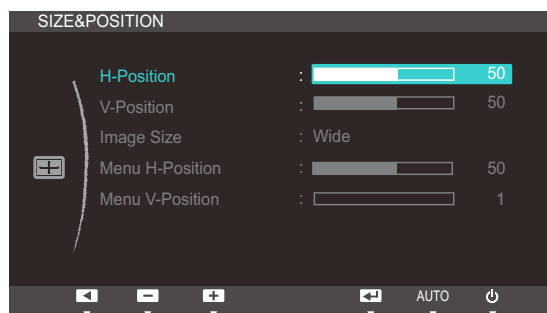 SIZE&POSITION
H-Position : 50
V-Position : 50
Image Size : Wide
Menu H-Position : 50
Menu V-Position : 1
AUTO